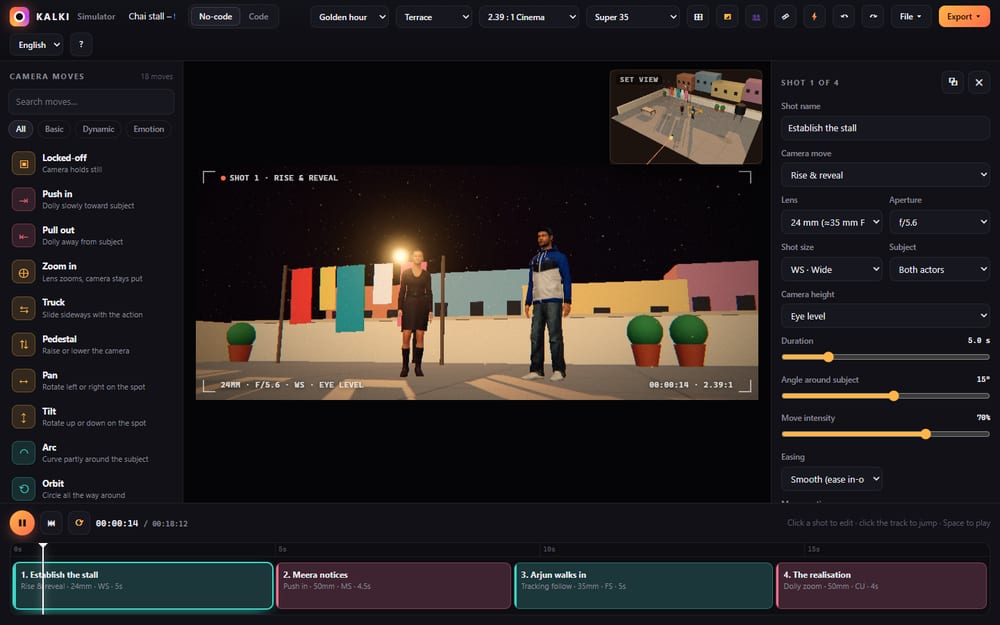 KALKI Simulator Chai stall – No-code Code Golden hour Terrace 2.39 : 1 Cinema Super 35 File Export
English ?
CAMERA MOVES 18 moves
Search moves...
All Basic Dynamic Emotion
Locked-off
Camera holds still
Push in
Dolly slowly toward subject
Pull out
Dolly away from subject
Zoom in
Lens zooms, camera stays put
Truck
Slide sideways with the action
Pedestal
Raise or lower the camera
Pan
Rotate left or right on the spot
Tilt
Rotate up or down on the spot
Arc
Curve partly around the subject
Orbit
Circle all the way around
SET VIEW
SHOT 1 · RISE & REVEAL
24MM · F/5.6 · WS · EYE LEVEL
00:00:14 · 2.39:1
SHOT 1 OF 4
Shot name
Establish the stall
Camera move
Rise & reveal
Lens Aperture
24 mm (≈35 mm F f/5.6
Shot size Subject
WS · Wide Both actors
Camera height
Eye level
Duration 5.0 s
Angle around subject 15°
Move intensity 70%
Easing
Smooth (ease in-o
00:00:14 / 00:18:12
Click a shot to edit · click the track to jump · Space to play
0s 5s 10s 15s
1. Establish the stall
Rise & reveal · 24mm · WS · 5s
2. Meera notices
Push in · 50mm · MS · 4.5s
3. Arjun walks in
Tracking follow · 35mm · FS · 5s
4. The realisation
Dolly zoom · 50mm · CU · 4s